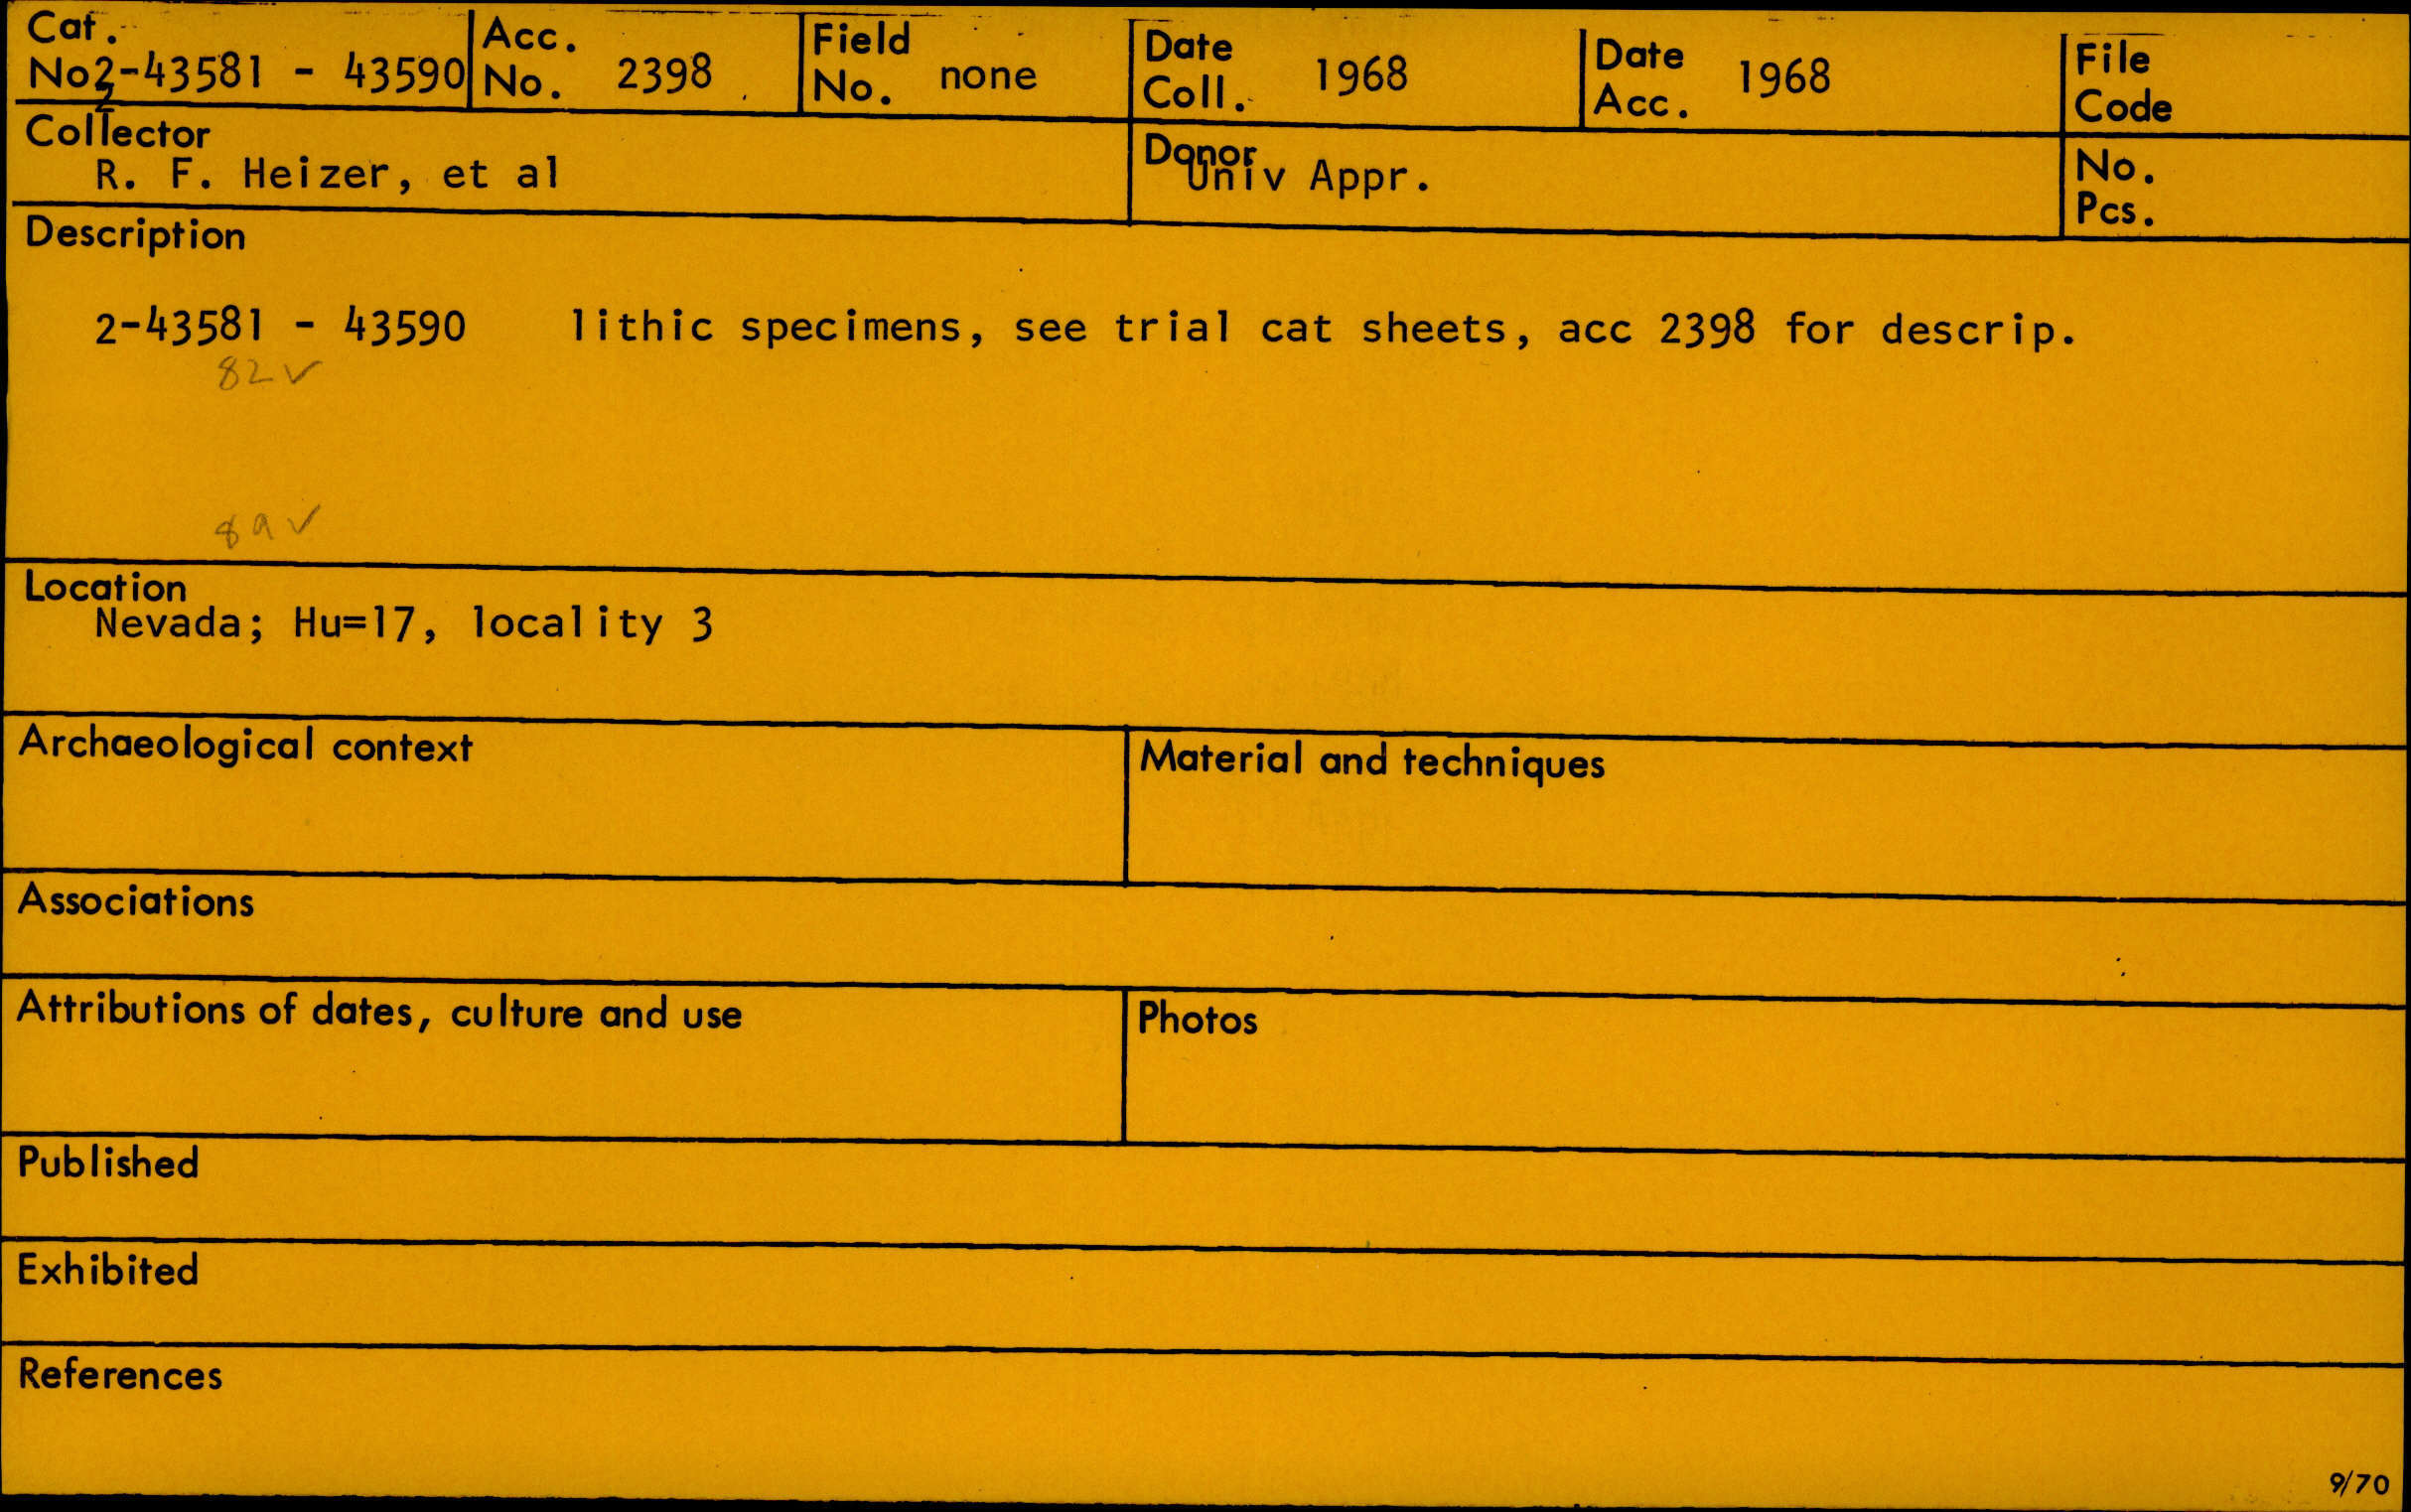 Cat. No. 2-43581 - 43590
Acc. No. 2398
Field No. none
Date Coll. 1968
Date Acc. 1968
File Code
Collector
R. F. Heizer, et al
Donor
Univ Appr.
No. Pcs.
Description
2-43581 - 43590 lithic specimens, see trial cat sheets, acc 2398 for descrip.
82 ✓
89 ✓
Location
Nevada; Hu=17, locality 3
Archaeological context
Material and techniques
Associations
Attributions of dates, culture and use
Photos
Published
Exhibited
References
9/70